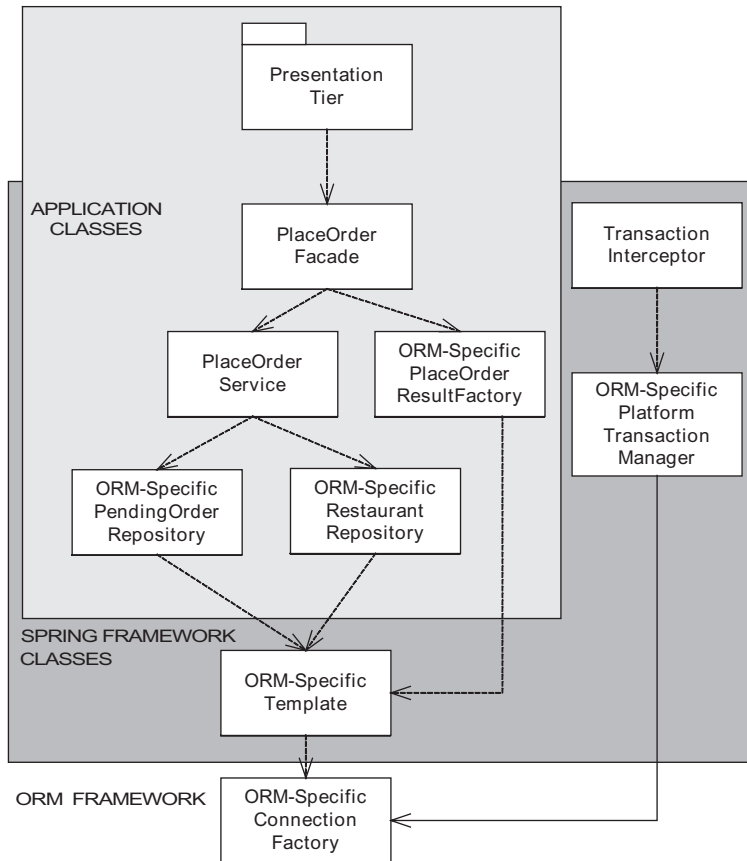 Presentation
Tier
APPLICATION
CLASSES
PlaceOrder
Facade
Transaction
Interceptor
PlaceOrder
Service
ORM-Specific
PlaceOrder
ResultFactory
ORM-Specific
Platform
Transaction
Manager
ORM-Specific
PendingOrder
Repository
ORM-Specific
Restaurant
Repository
SPRING FRAMEWORK
CLASSES
ORM-Specific
Template
ORM FRAMEWORK
ORM-Specific
Connection
Factory